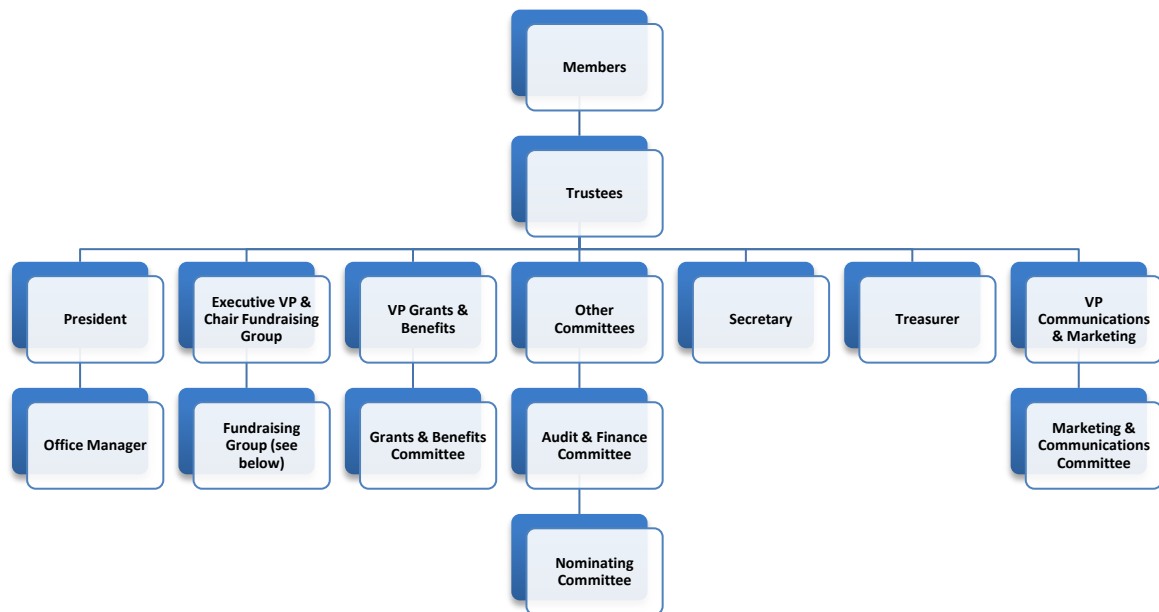 Members
Trustees
President
Executive VP &
Chair Fundraising
Group
VP Grants &
Benefits
Other
Committees
Secretary
Treasurer
VP
Communications
& Marketing
Office Manager
Fundraising
Group (see
below)
Grants & Benefits
Committee
Audit & Finance
Committee
Marketing &
Communications
Committee
Nominating
Committee